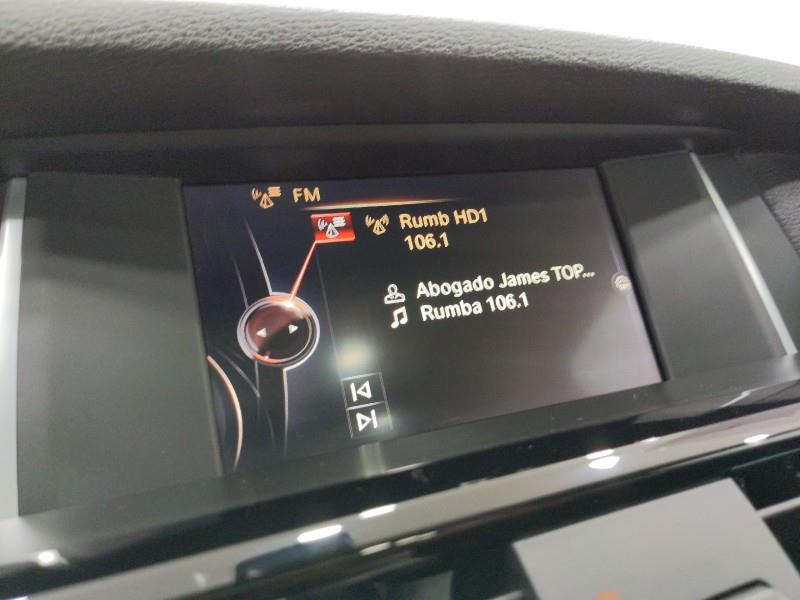 FM
Rumb HD1
106.1
Abogado James TOP...
Rumba 106.1